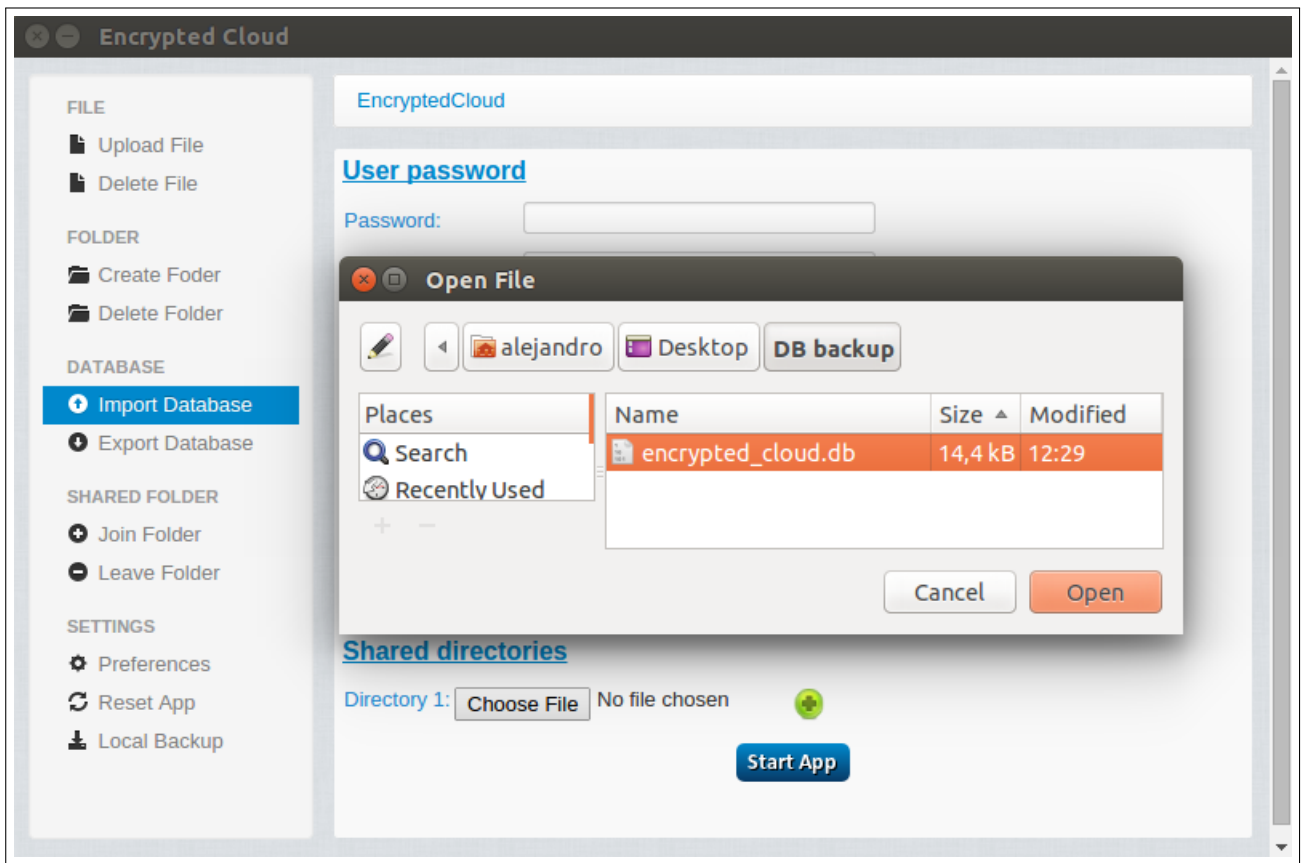 Encrypted Cloud
FILE
Upload File
Delete File
FOLDER
Create Foder
Delete Folder
DATABASE
Import Database
Export Database
SHARED FOLDER
Join Folder
Leave Folder
SETTINGS
Preferences
Reset App
Local Backup
EncryptedCloud
User password
Password:
Open File
alejandro Desktop DB backup
Places
Search
Recently Used
Name Size Modified
encrypted_cloud.db 14,4 kB 12:29
Cancel Open
Shared directories
Directory 1: Choose File No file chosen
Start App